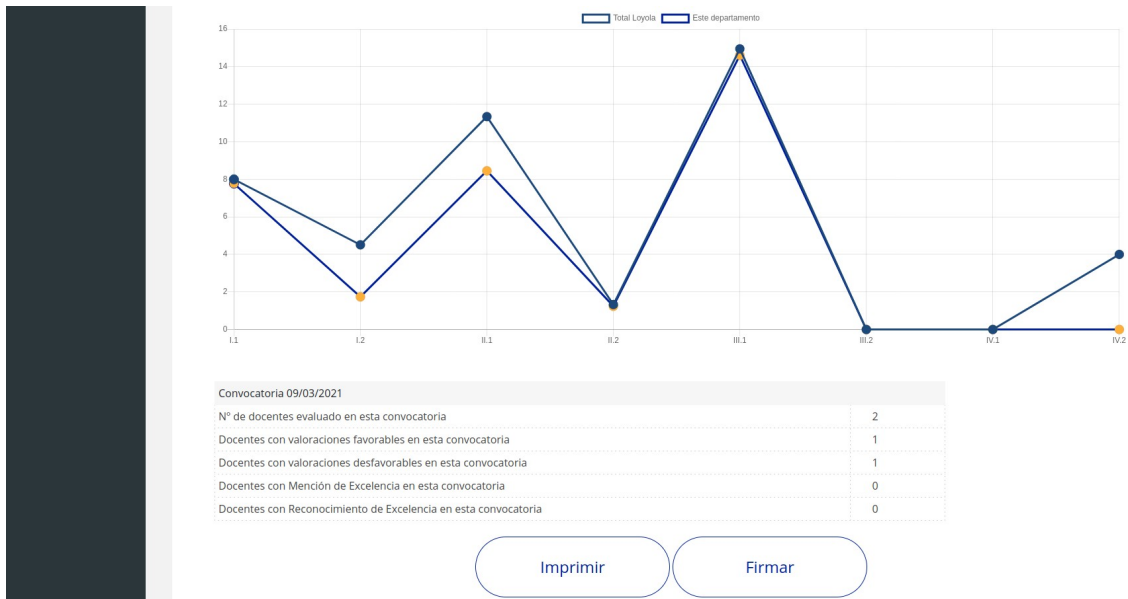 Total Loyola Este departamento
16
14
12
10
8
6
4
2
0
I.1 I.2 II.1 II.2 III.1 III.2 IV.1 IV.2
Convocatoria 09/03/2021
Nº de docentes evaluado en esta convocatoria 2
Docentes con valoraciones favorables en esta convocatoria 1
Docentes con valoraciones desfavorables en esta convocatoria 1
Docentes con Mención de Excelencia en esta convocatoria 0
Docentes con Reconocimiento de Excelencia en esta convocatoria 0
Imprimir Firmar